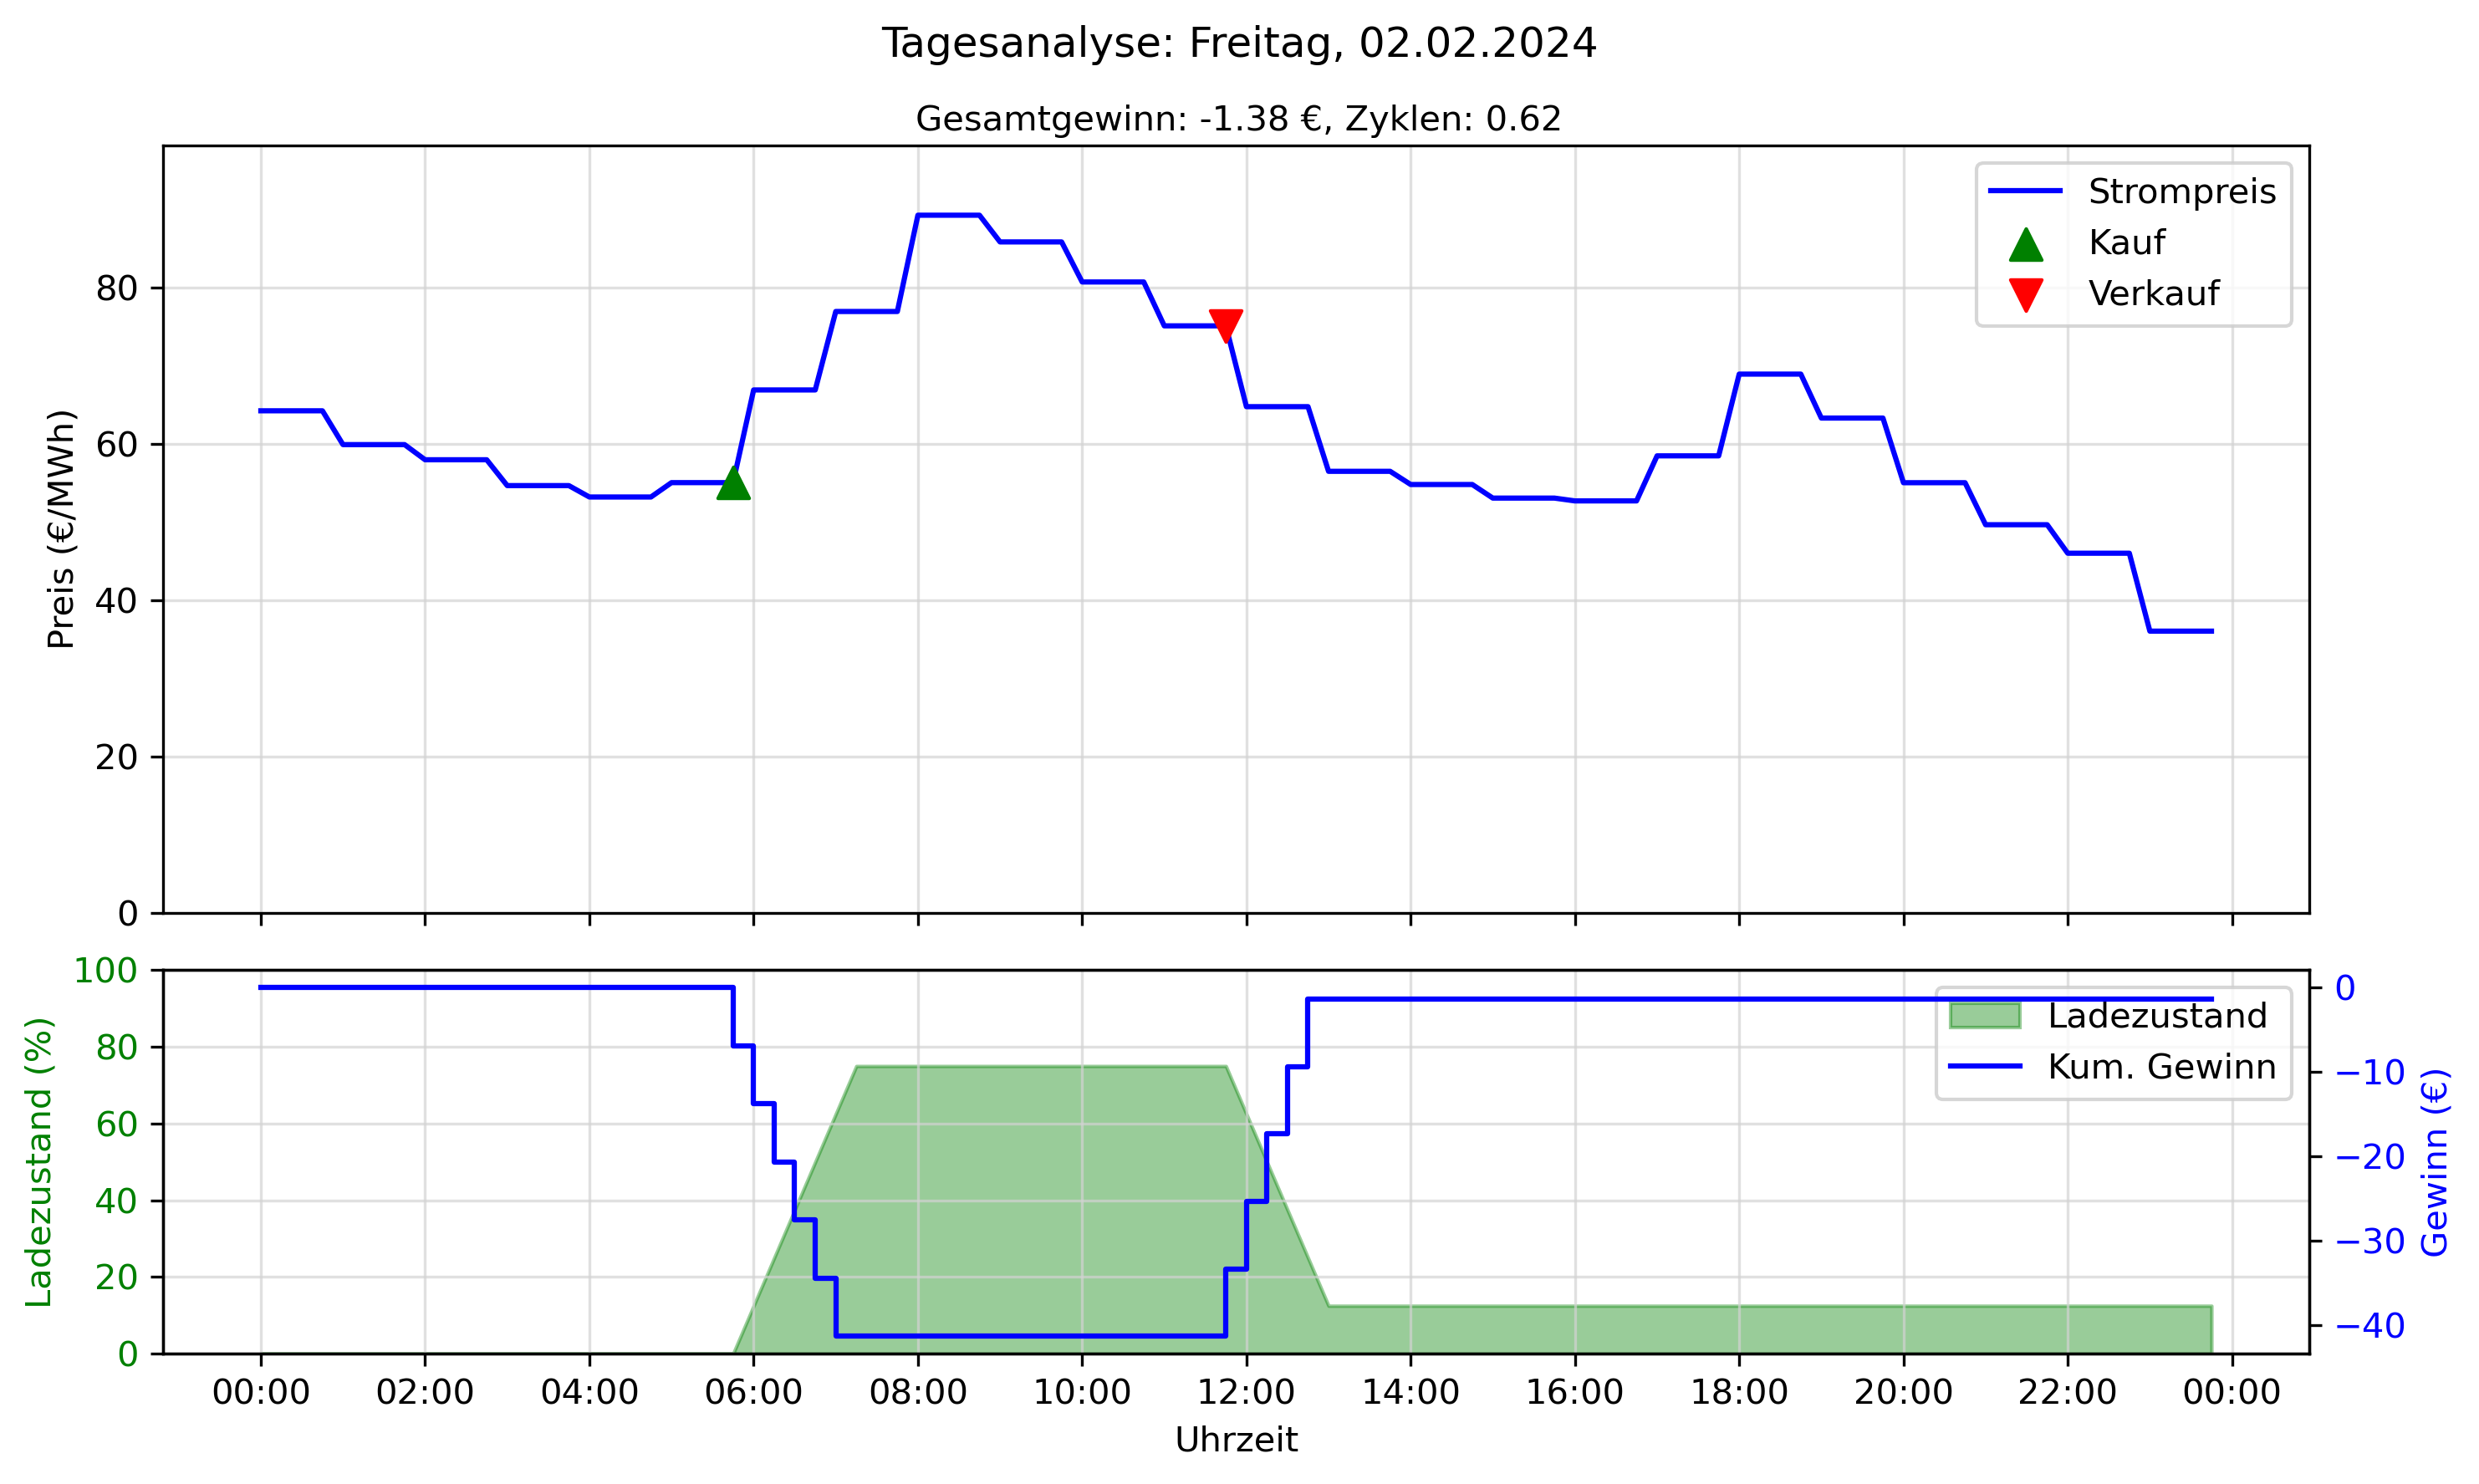 Tagesanalyse: Freitag, 02.02.2024
Gesamtgewinn: -1.38 €, Zyklen: 0.62
Preis (€/MWh)
80
60
40
20
0
Strompreis
Kauf
Verkauf
Ladezustand (%)
100
80
60
40
20
0
Ladezustand
Kum. Gewinn
0
−10
−20
−30
−40
Gewinn (€)
00:00 02:00 04:00 06:00 08:00 10:00 12:00 14:00 16:00 18:00 20:00 22:00 00:00
Uhrzeit